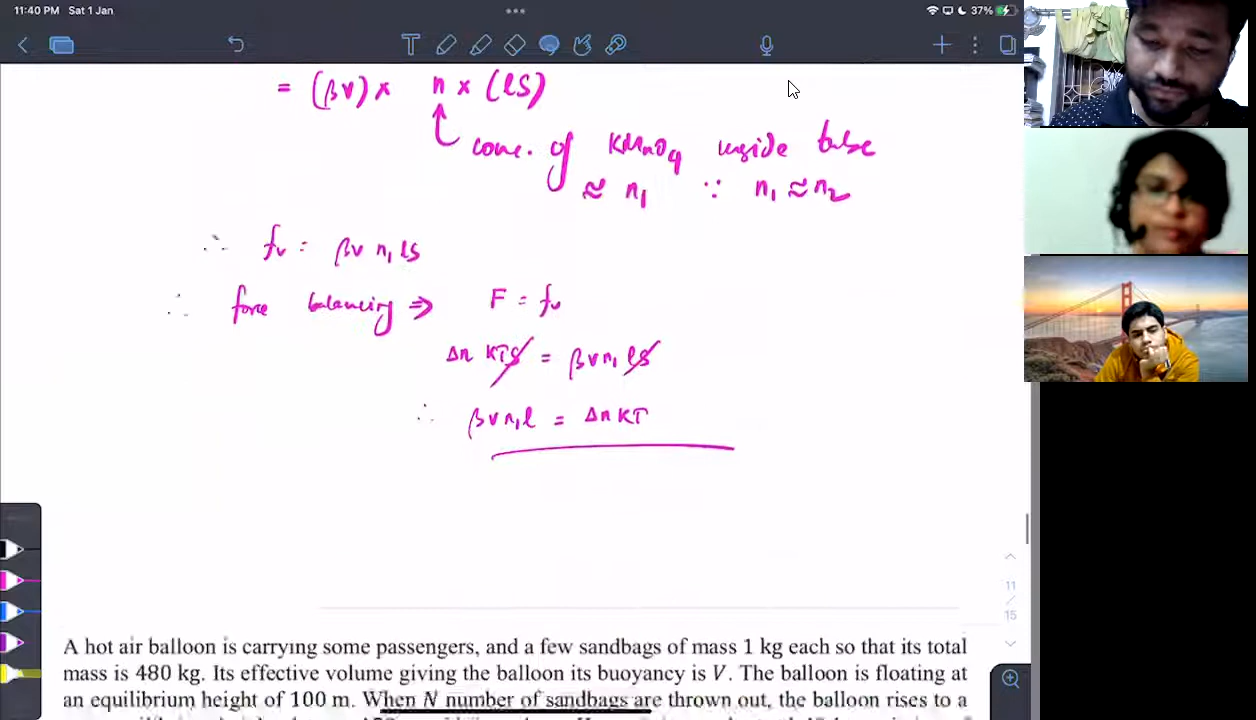 11:40 PM Sat 1 Jan
37%
= (βv) × n × (lS)
conc. of KMnO4 inside tube
≈ n1 ∵ n1 ≈ n2
∴ fv = βv n1 lS
∴ force balancing ⇒ F = fv
Δn KTS = βv n1 lS
∴ βv n1 l = Δn KT
11
/
15
A hot air balloon is carrying some passengers, and a few sandbags of mass 1 kg each so that its total
mass is 480 kg. Its effective volume giving the balloon its buoyancy is V. The balloon is floating at
an equilibrium height of 100 m. When N number of sandbags are thrown out, the balloon rises to a